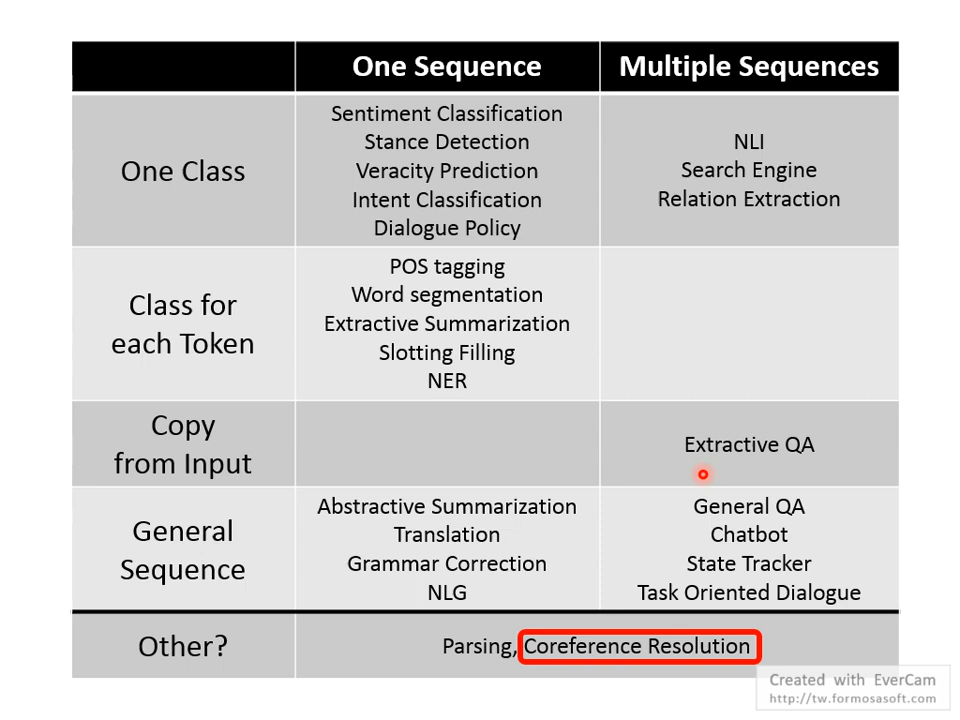 One Sequence
Multiple Sequences
One Class
Sentiment Classification
Stance Detection
Veracity Prediction
Intent Classification
Dialogue Policy
NLI
Search Engine
Relation Extraction
Class for
each Token
POS tagging
Word segmentation
Extractive Summarization
Slotting Filling
NER
Copy
from Input
Extractive QA
General
Sequence
Abstractive Summarization
Translation
Grammar Correction
NLG
General QA
Chatbot
State Tracker
Task Oriented Dialogue
Other?
Parsing, Coreference Resolution
Created with EverCam
http://tw.formosasoft.com